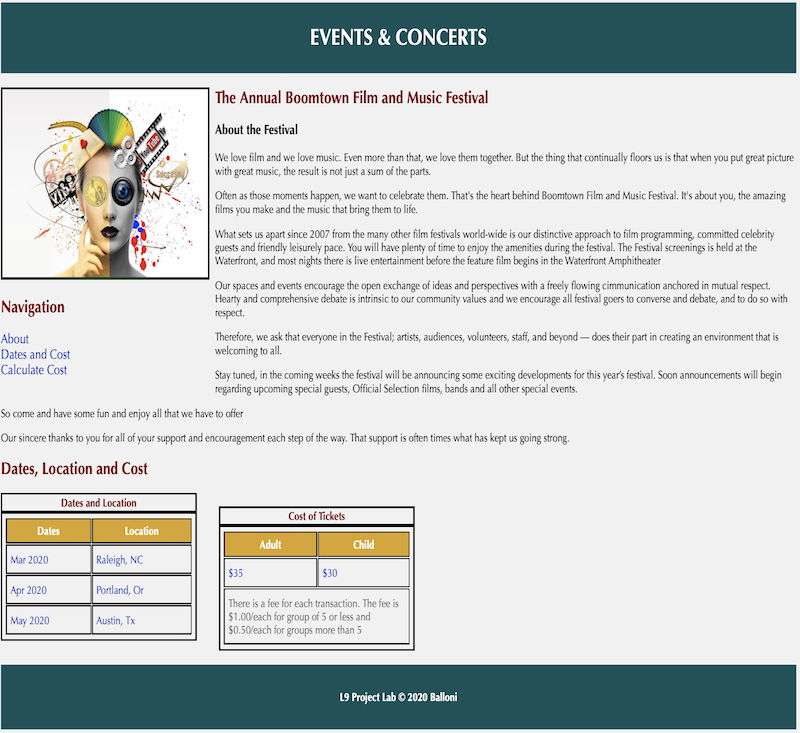 EVENTS & CONCERTS
YouTube
Success
The Annual Boomtown Film and Music Festival
About the Festival
We love film and we love music. Even more than that, we love them together. But the thing that continually floors us is that when you put great picture
with great music, the result is not just a sum of the parts.
Often as those moments happen, we want to celebrate them. That's the heart behind Boomtown Film and Music Festival. It's about you, the amazing
films you make and the music that bring them to life.
What sets us apart since 2007 from the many other film festivals world-wide is our distinctive approach to film programming, committed celebrity
guests and friendly leisurely pace. You will have plenty of time to enjoy the amenities during the festival. The Festival screenings is held at the
Waterfront, and most nights there is live entertainment before the feature film begins in the Waterfront Amphitheater
Our spaces and events encourage the open exchange of ideas and perspectives with a freely flowing cimmunication anchored in mutual respect.
Hearty and comprehensive debate is intrinsic to our community values and we encourage all festival goers to converse and debate, and to do so with
respect.
Therefore, we ask that everyone in the Festival; artists, audiences, volunteers, staff, and beyond — does their part in creating an environment that is
welcoming to all.
Stay tuned, in the coming weeks the festival will be announcing some exciting developments for this year's festival. Soon announcements will begin
regarding upcoming special guests, Official Selection films, bands and all other special events.
Navigation
About
Dates and Cost
Calculate Cost
So come and have some fun and enjoy all that we have to offer
Our sincere thanks to you for all of your support and encouragement each step of the way. That support is often times what has kept us going strong.
Dates, Location and Cost
Dates and Location
Dates Location
Mar 2020 Raleigh, NC
Apr 2020 Portland, Or
May 2020 Austin, Tx
Cost of Tickets
Adult Child
$35 $30
There is a fee for each transaction. The fee is
$1.00/each for group of 5 or less and
$0.50/each for groups more than 5
L9 Project Lab © 2020 Balloni